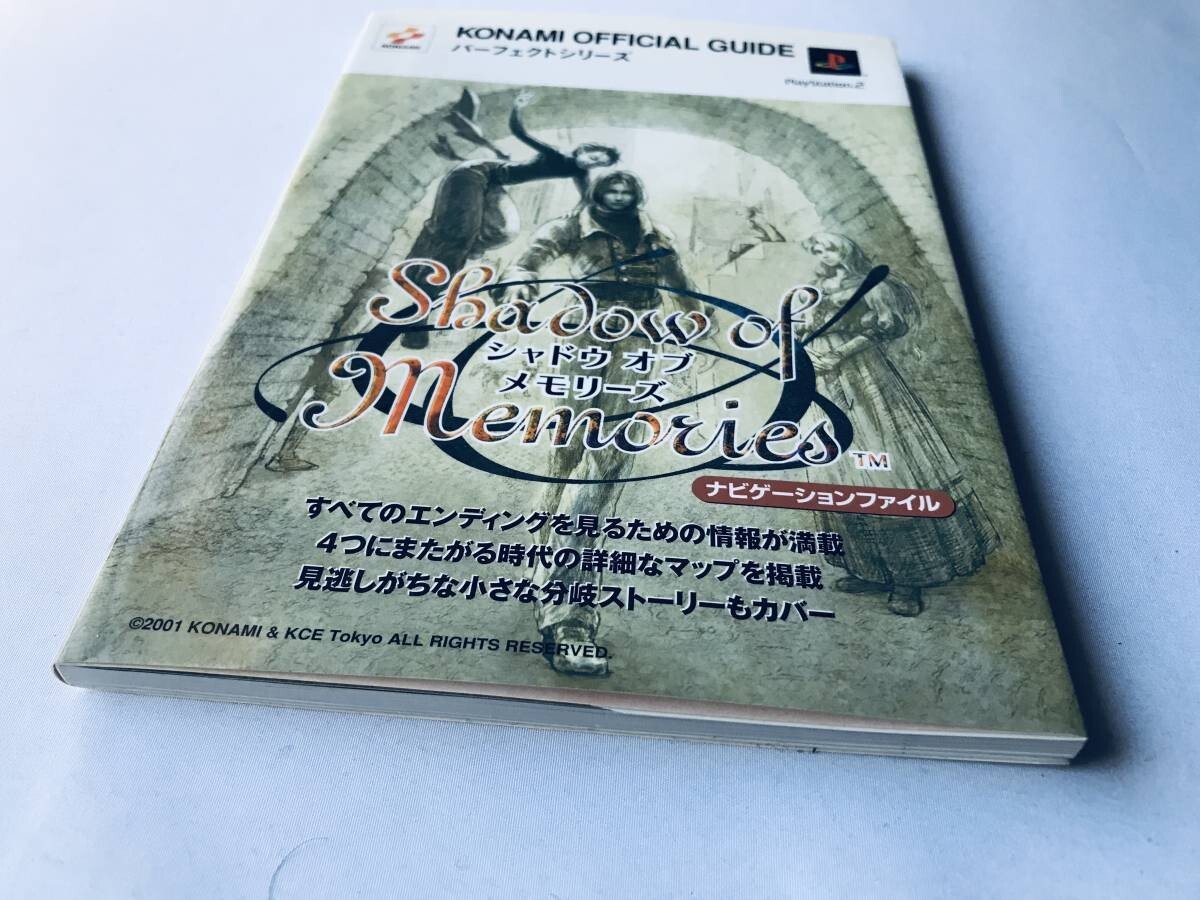 KONAMI
KONAMI OFFICIAL GUIDE
パーフェクトシリーズ
PlayStation.2
Shadow of
シャドウ オブ
メモリーズ
Memories TM
ナビゲーションファイル
すべてのエンディングを見るための情報が満載
4つにまたがる時代の詳細なマップを掲載
見逃しがちな小さな分岐ストーリーもカバー
©2001 KONAMI & KCE Tokyo ALL RIGHTS RESERVED.